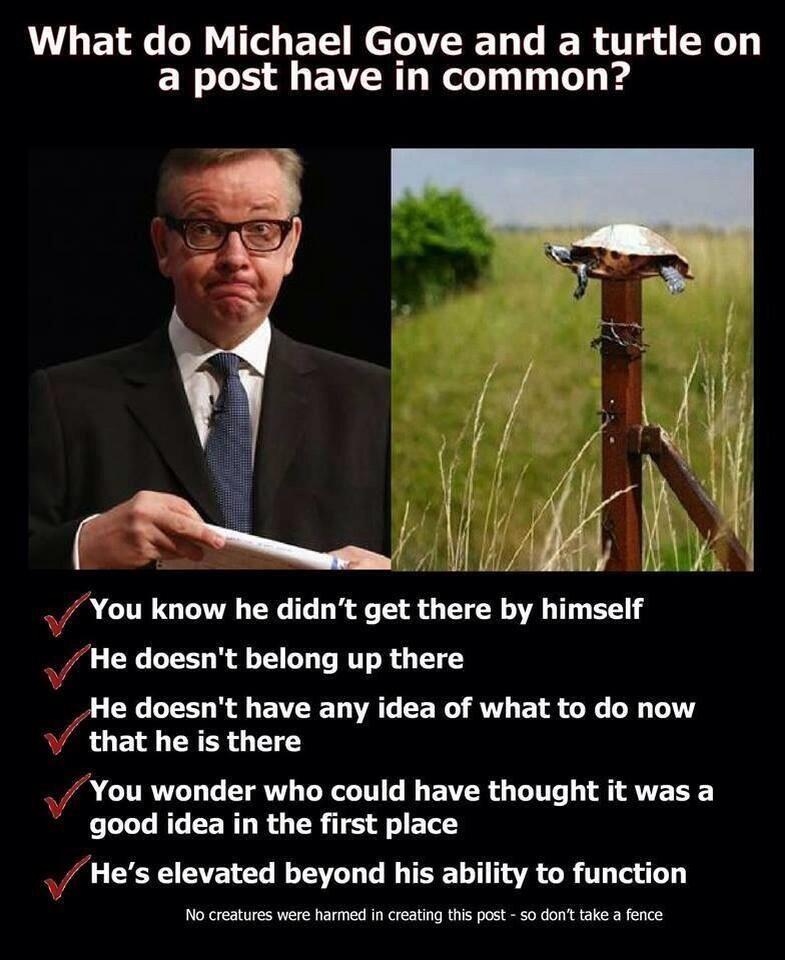 What do Michael Gove and a turtle on
a post have in common?
You know he didn't get there by himself
He doesn't belong up there
He doesn't have any idea of what to do now
that he is there
You wonder who could have thought it was a
good idea in the first place
He's elevated beyond his ability to function
No creatures were harmed in creating this post - so don't take a fence